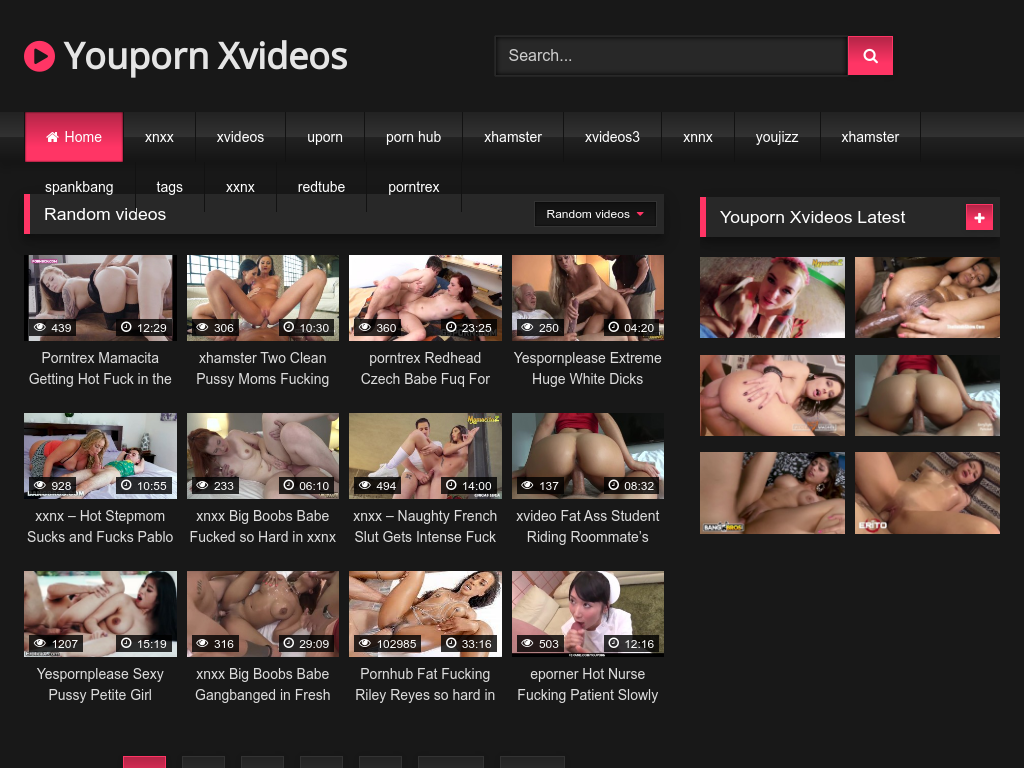 Youporn Xvideos
Search...
Home
xnxx
xvideos
uporn
porn hub
xhamster
xvideos3
xnnx
youjizz
xhamster
spankbang
tags
xxnx
redtube
porntrex
Random videos
Random videos
439
12:29
306
10:30
360
23:25
250
04:20
Porntrex Mamacita
Getting Hot Fuck in the
xhamster Two Clean
Pussy Moms Fucking
porntrex Redhead
Czech Babe Fuq For
Yespornplease Extreme
Huge White Dicks
928
10:55
233
06:10
494
14:00
137
08:32
xxnx – Hot Stepmom
Sucks and Fucks Pablo
xnxx Big Boobs Babe
Fucked so Hard in xxnx
xnxx – Naughty French
Slut Gets Intense Fuck
xvideo Fat Ass Student
Riding Roommate's
1207
15:19
316
29:09
102985
33:16
503
12:16
Yespornplease Sexy
Pussy Petite Girl
xnxx Big Boobs Babe
Gangbanged in Fresh
Pornhub Fat Fucking
Riley Reyes so hard in
eporner Hot Nurse
Fucking Patient Slowly
Youporn Xvideos Latest
BANG BROS
ERITO